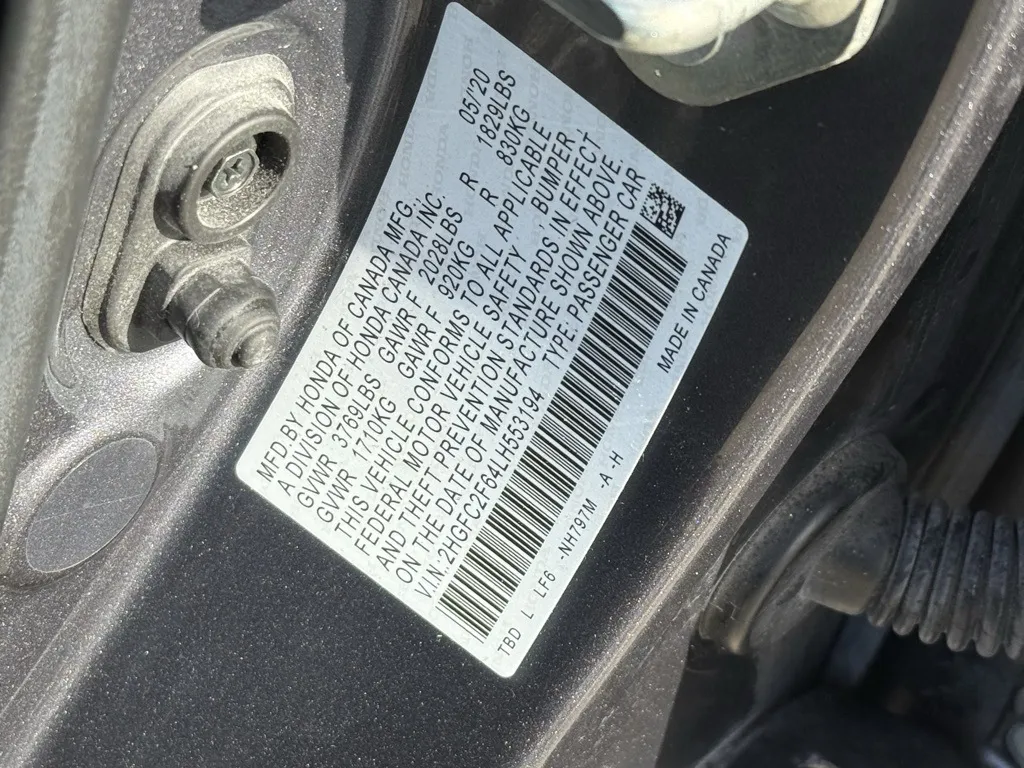 MFD.BY HONDA OF CANADA MFG. 05/'20
A DIVISION OF HONDA CANADA INC.
GVWR 3769LBS GAWR F 2028LBS R 1829LBS
GVWR 1710KG GAWR F 920KG R 830KG
THIS VEHICLE CONFORMS TO ALL APPLICABLE
FEDERAL MOTOR VEHICLE SAFETY , BUMPER ,
AND THEFT PREVENTION STANDARDS IN EFFECT
ON THE DATE OF MANUFACTURE SHOWN ABOVE.
V.I.N. 2HGFC2F64LH553194 TYPE: PASSENGER CAR
TBD L LF6 -NH797M A -H MADE IN CANADA